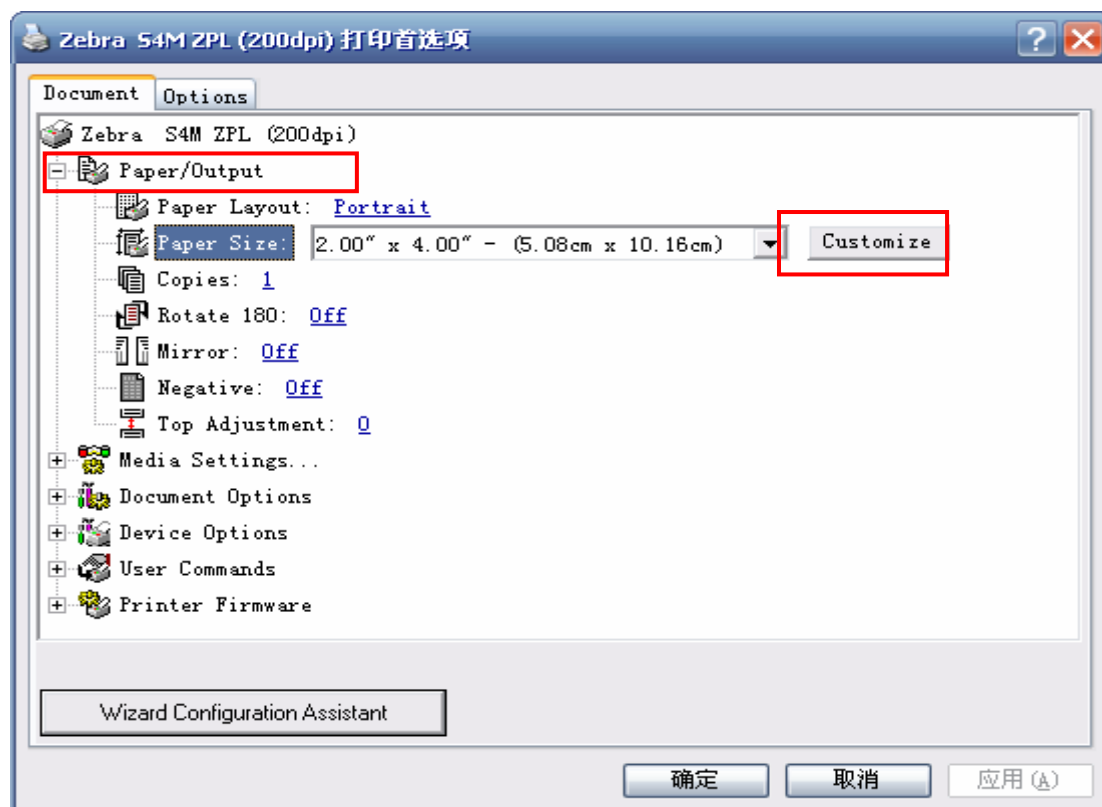 Zebra S4M ZPL (200dpi) 打印首选项
Document Options
Zebra S4M ZPL (200dpi)
Paper/Output
Paper Layout: Portrait
Paper Size: 2.00" x 4.00" - (5.08cm x 10.16cm) Customize
Copies: 1
Rotate 180: Off
Mirror: Off
Negative: Off
Top Adjustment: 0
Media Settings...
Document Options
Device Options
User Commands
Printer Firmware
Wizard Configuration Assistant
确定 取消 应用(A)